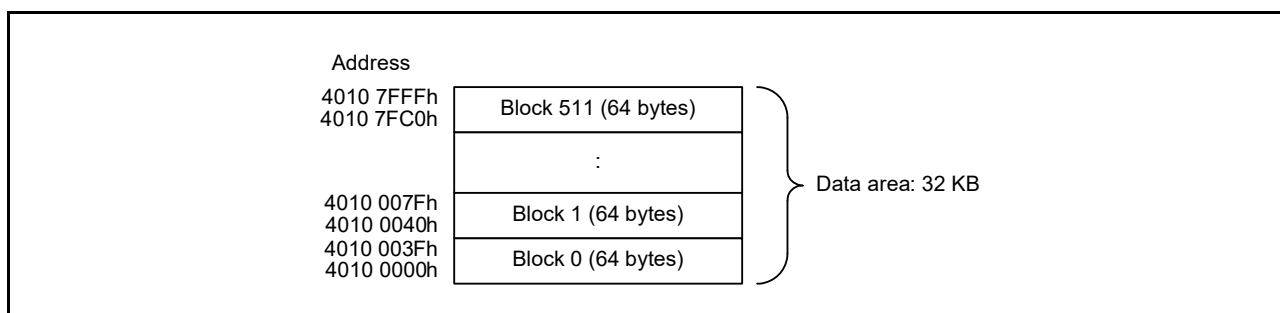 Address
4010 7FFFh
4010 7FC0h
Block 511 (64 bytes)
:
Data area: 32 KB
4010 007Fh
4010 0040h
Block 1 (64 bytes)
4010 003Fh
4010 0000h
Block 0 (64 bytes)